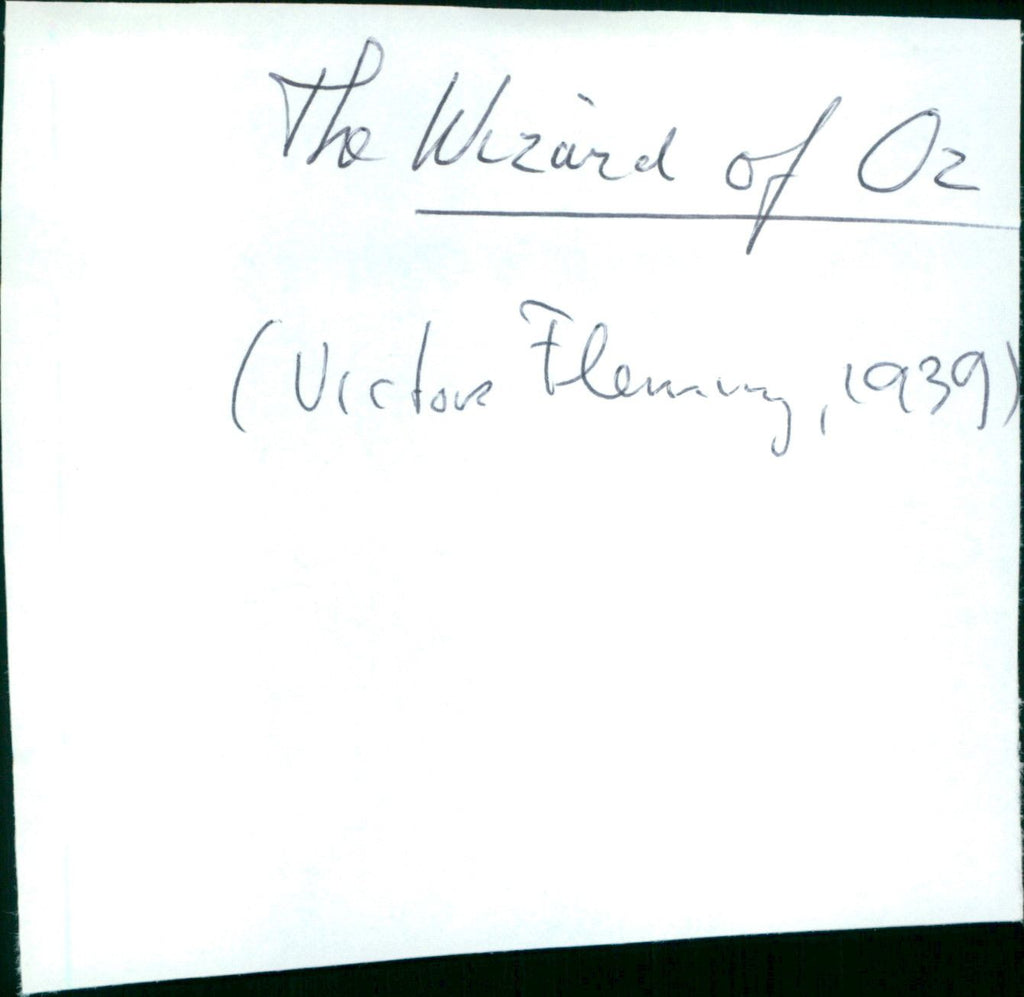 The Wizard of Oz
(Victor Fleming, 1939)